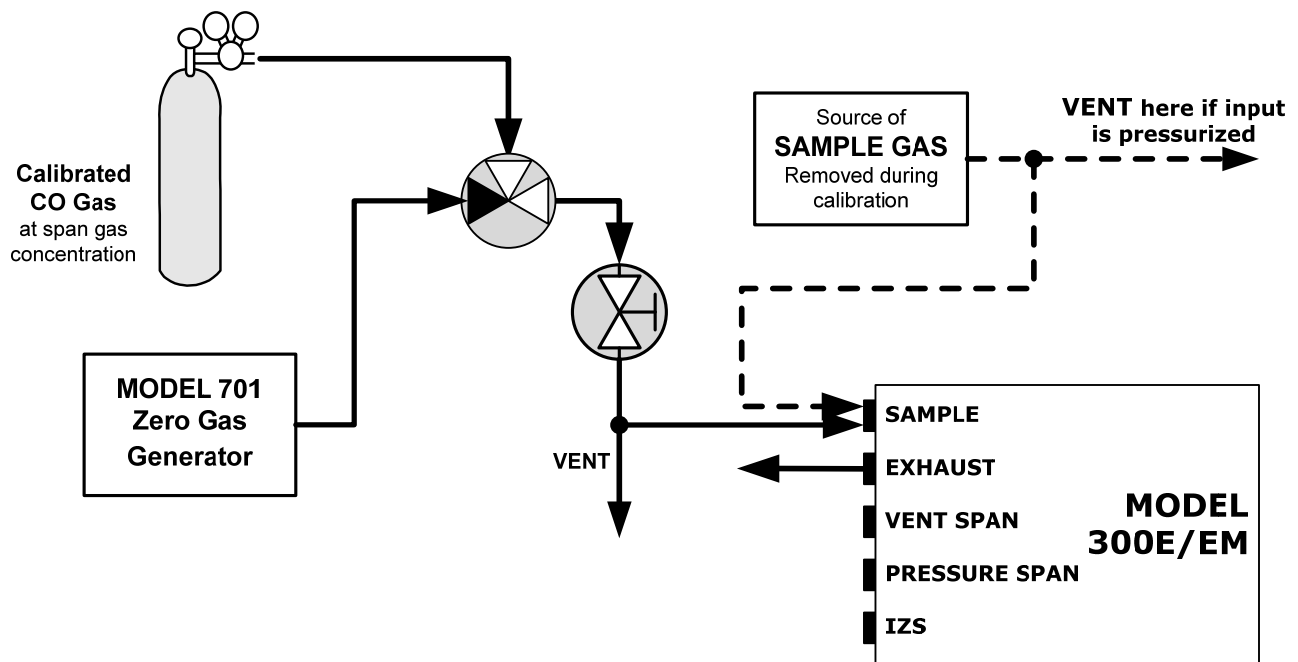 Calibrated
CO Gas
at span gas
concentration
MODEL 701
Zero Gas
Generator
VENT
Source of
SAMPLE GAS
Removed during
calibration
VENT here if input
is pressurized
SAMPLE
EXHAUST
VENT SPAN
PRESSURE SPAN
IZS
MODEL
300E/EM